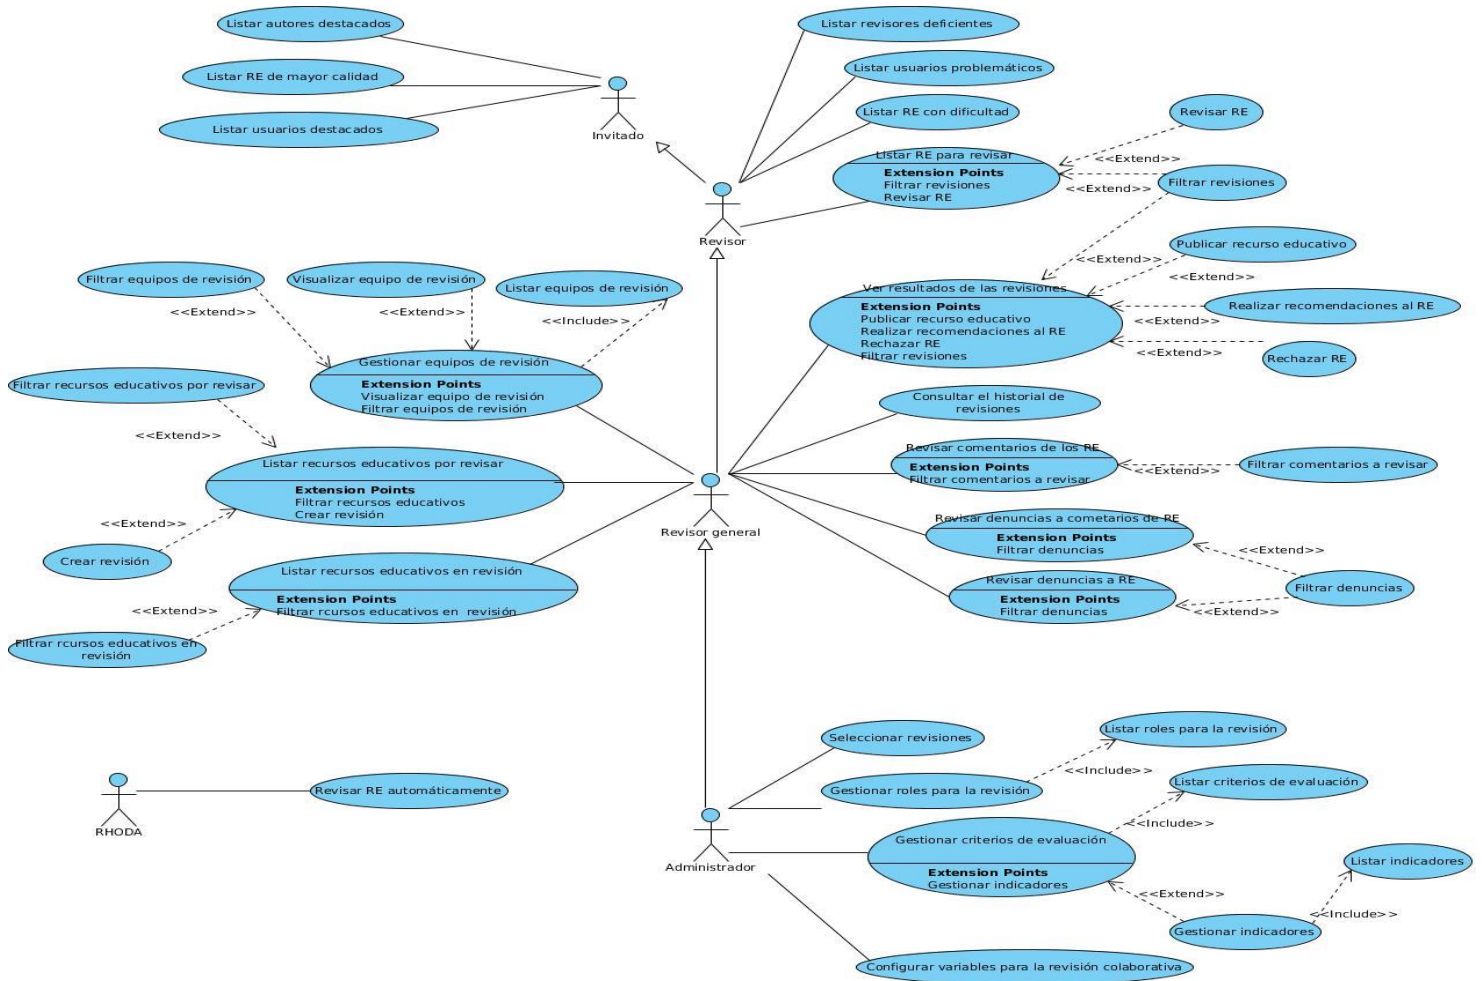 Listar autores destacados
Listar RE de mayor calidad
Listar usuarios destacados
Invitado
Listar revisores deficientes
Listar usuarios problemáticos
Listar RE con dificultad
Listar RE para revisar
Extension Points
Filtrar revisiones
Revisar RE
Revisar RE
<<Extend>>
<<Extend>>
Filtrar revisiones
Revisor
<<Extend>>
Publicar recurso educativo
<<Extend>>
Ver resultados de las revisiones
Extension Points
Publicar recurso educativo
Realizar recomendaciones al RE
Rechazar RE
Filtrar revisiones
Realizar recomendaciones al RE
<<Extend>>
<<Extend>>
Rechazar RE
Filtrar equipos de revisión
<<Extend>>
Visualizar equipo de revisión
<<Extend>>
Listar equipos de revisión
<<Include>>
Gestionar equipos de revisión
Extension Points
Visualizar equipo de revisión
Filtrar equipos de revisión
Filtrar recursos educativos por revisar
<<Extend>>
Listar recursos educativos por revisar
Extension Points
Filtrar recursos educativos
Crear revisión
<<Extend>>
Crear revisión
Listar recursos educativos en revisión
Extension Points
Filtrar rcursos educativos en revisión
<<Extend>>
Filtrar rcursos educativos en
revisión
Revisor general
Consultar el historial de
revisiones
Revisar comentarios de los RE
Extension Points
Filtrar comentarios a revisar
<<Extend>>
Filtrar comentarios a revisar
Revisar denuncias a cometarios de RE
Extension Points
Filtrar denuncias
<<Extend>>
Revisar denuncias a RE
Extension Points
Filtrar denuncias
<<Extend>>
Filtrar denuncias
RHODA
Revisar RE automáticamente
Administrador
Seleccionar revisiones
Gestionar roles para la revisión
<<Include>>
Listar roles para la revisión
Gestionar criterios de evaluación
Extension Points
Gestionar indicadores
<<Include>>
Listar criterios de evaluación
<<Extend>>
Gestionar indicadores
<<Include>>
Listar indicadores
Configurar variables para la revisión colaborativa